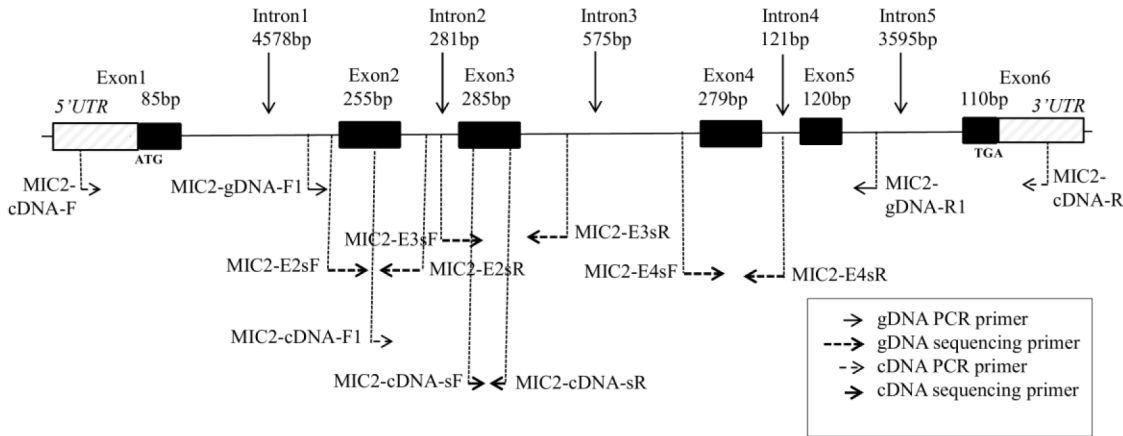 Intron1
4578bp
Intron2
281bp
Intron3
575bp
Intron4
121bp
Intron5
3595bp
Exon1
5'UTR
85bp
ATG
Exon2
255bp
Exon3
285bp
Exon4
279bp
Exon5
120bp
Exon6
110bp
3'UTR
TGA
MIC2-
cDNA-F
MIC2-gDNA-F1
MIC2-
gDNA-R1
MIC2-
cDNA-R
MIC2-E3sF
MIC2-E3sR
MIC2-E2sF
MIC2-E2sR
MIC2-E4sF
MIC2-E4sR
MIC2-cDNA-F1
MIC2-cDNA-sF
MIC2-cDNA-sR
gDNA PCR primer
gDNA sequencing primer
cDNA PCR primer
cDNA sequencing primer